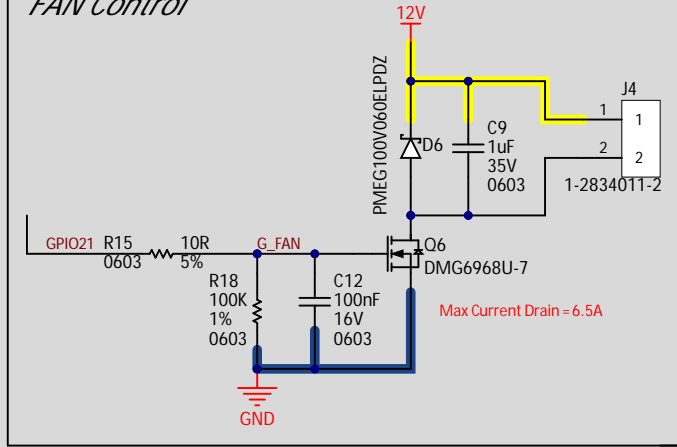 FAN Control
12V
PMEG100V060ELPDZ
D6
C9
1uF
35V
0603
J4
1
1
2
2
1-2834011-2
GPIO21
R15
0603
10R
5%
G_FAN
Q6
DMG6968U-7
R18
100K
1%
0603
C12
100nF
16V
0603
Max Current Drain = 6.5A
GND